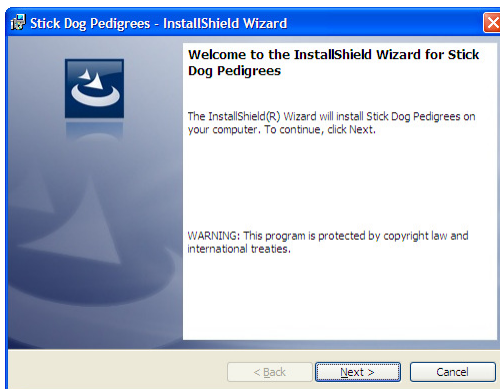 Stick Dog Pedigrees - InstallShield Wizard
Welcome to the InstallShield Wizard for Stick
Dog Pedigrees
The InstallShield(R) Wizard will install Stick Dog Pedigrees on
your computer. To continue, click Next.
WARNING: This program is protected by copyright law and
international treaties.
< Back
Next >
Cancel